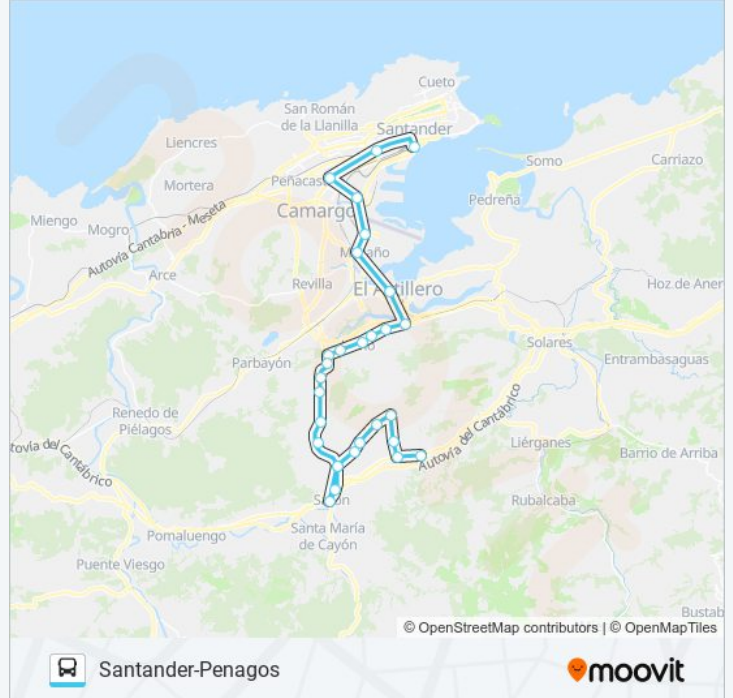 Cueto
San Román
de la Llanilla
Santander
Liencres
Somo
Carriazo
Peñacas
Mortera
Pedreña
Camargo
Miengo
Mogro
Autovía Cantabria - Meseta
Arce
Revilla
El Astillero
Hoz de Aner
Solares
Parbayón
Entrambasaguas
Renedo de
Piélagos
tovía del Cantábrico
Autovía del Cantábrico
Liérganes
Barrio de Arriba
Rubalcaba
Pomaluengo
Santa María
de Cayón
Puente Viesgo
Bustab
© OpenStreetMap contributors | © OpenMapTiles
Santander-Penagos
moovit